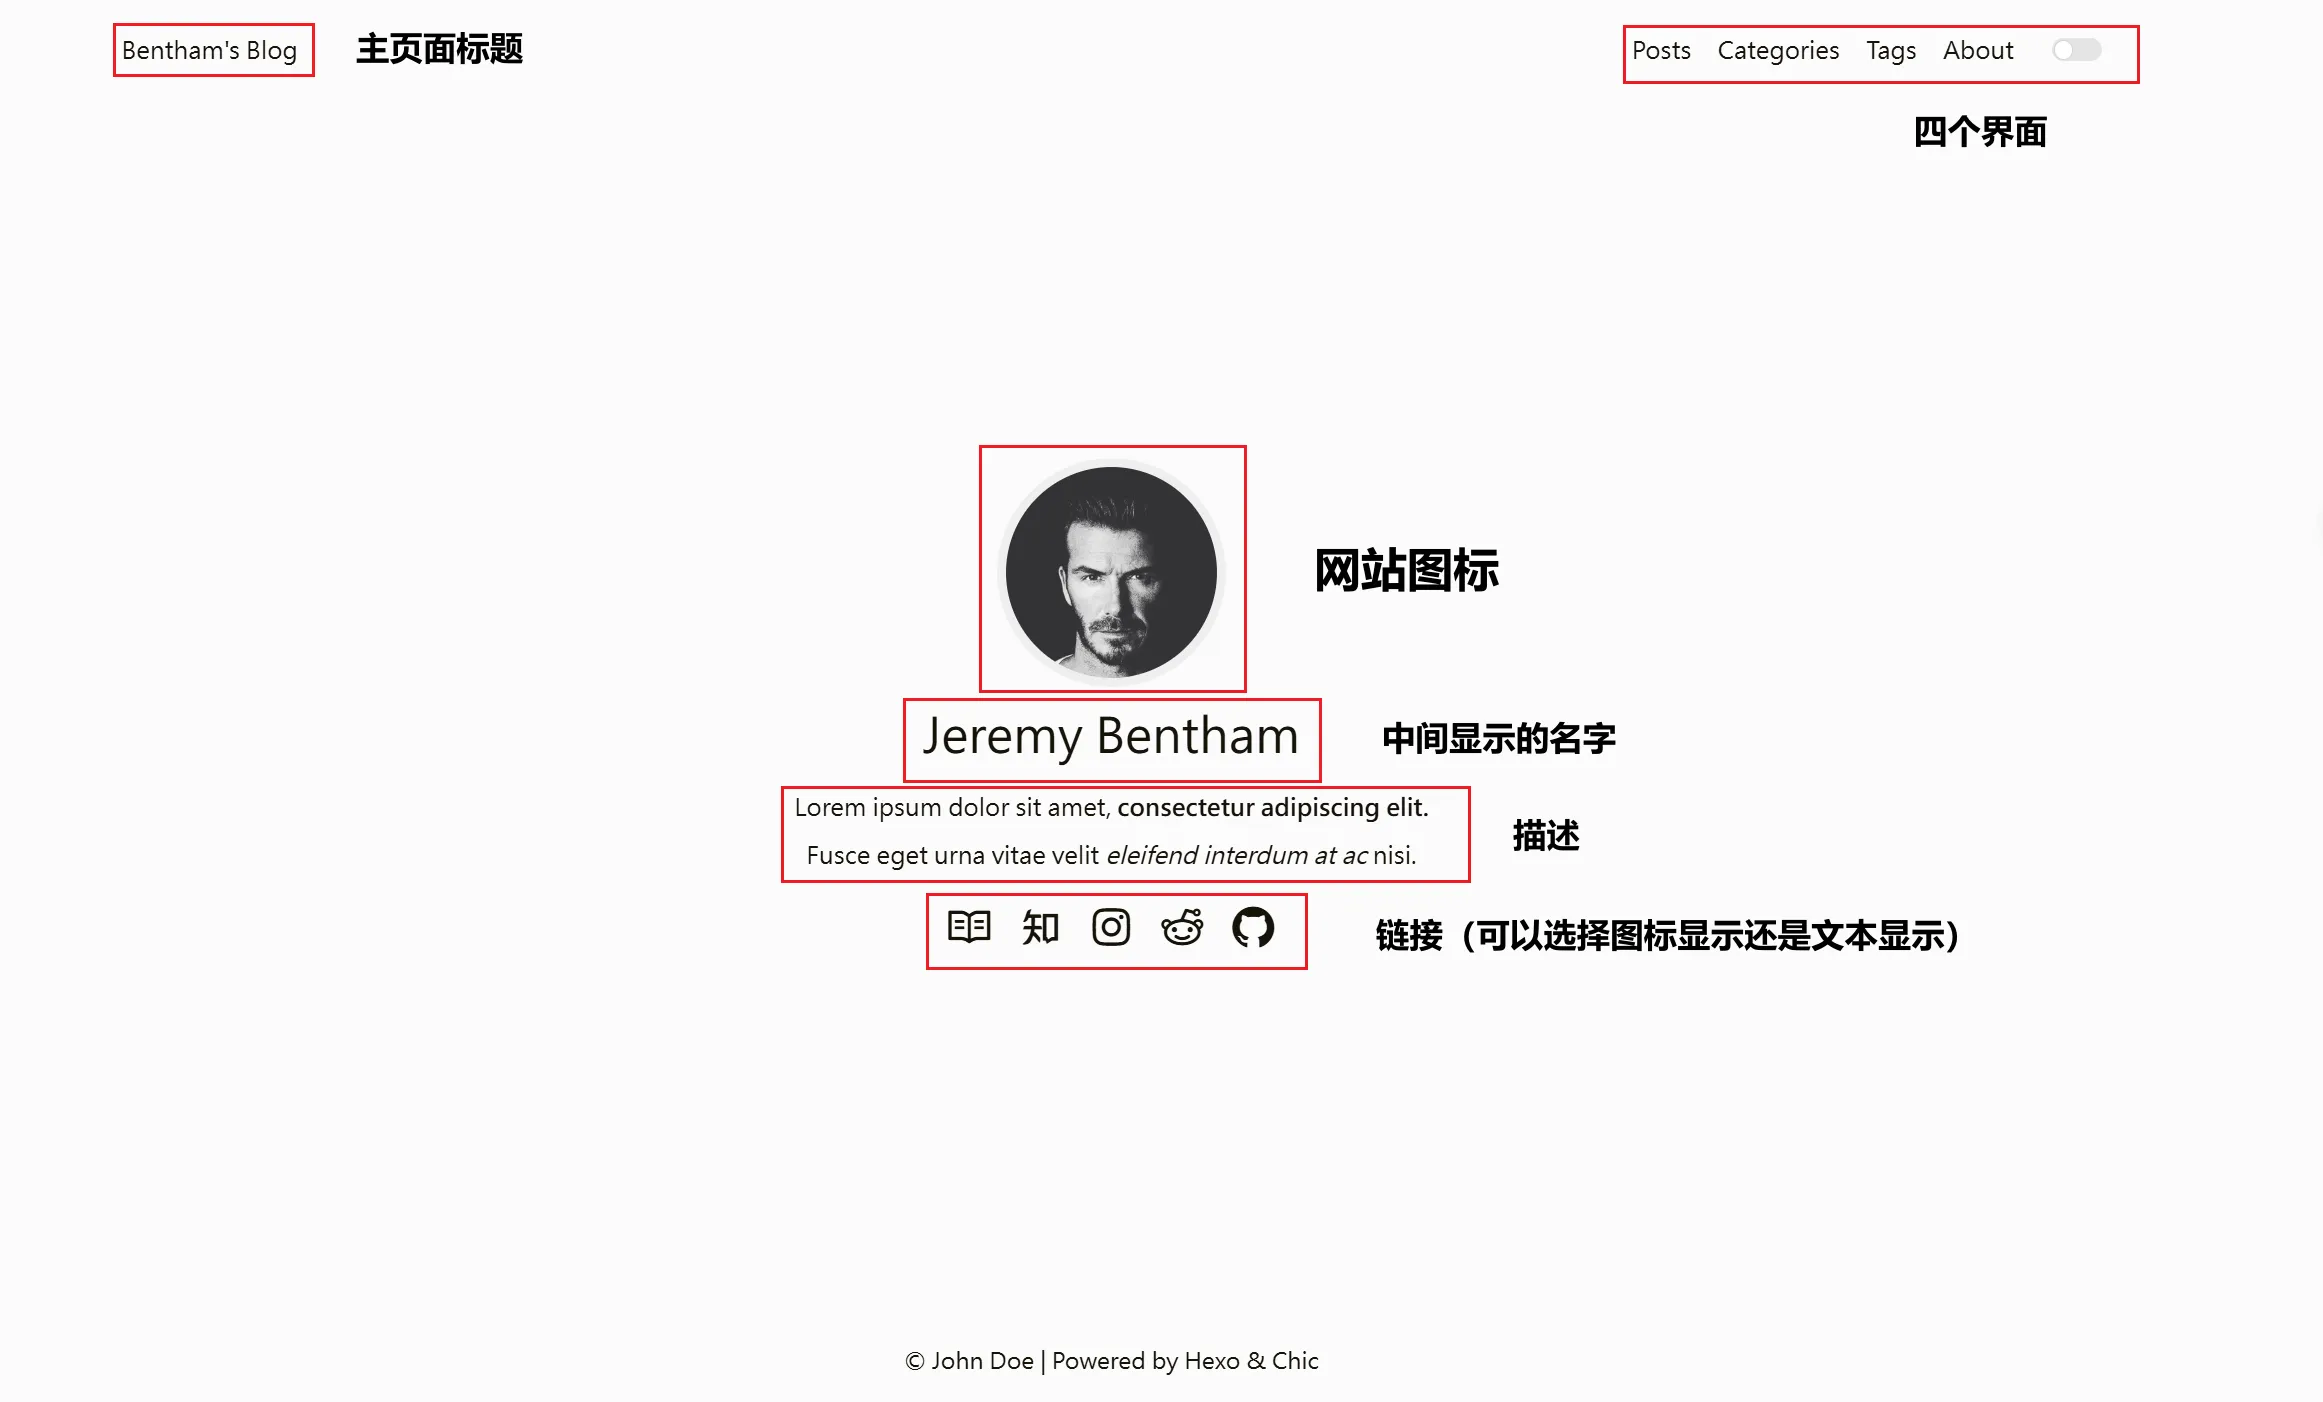 Bentham's Blog
主页面标题
Posts Categories Tags About
四个界面
网站图标
Jeremy Bentham
中间显示的名字
Lorem ipsum dolor sit amet, consectetur adipiscing elit.
Fusce eget urna vitae velit eleifend interdum at ac nisi.
描述
知
链接（可以选择图标显示还是文本显示）
© John Doe | Powered by Hexo & Chic